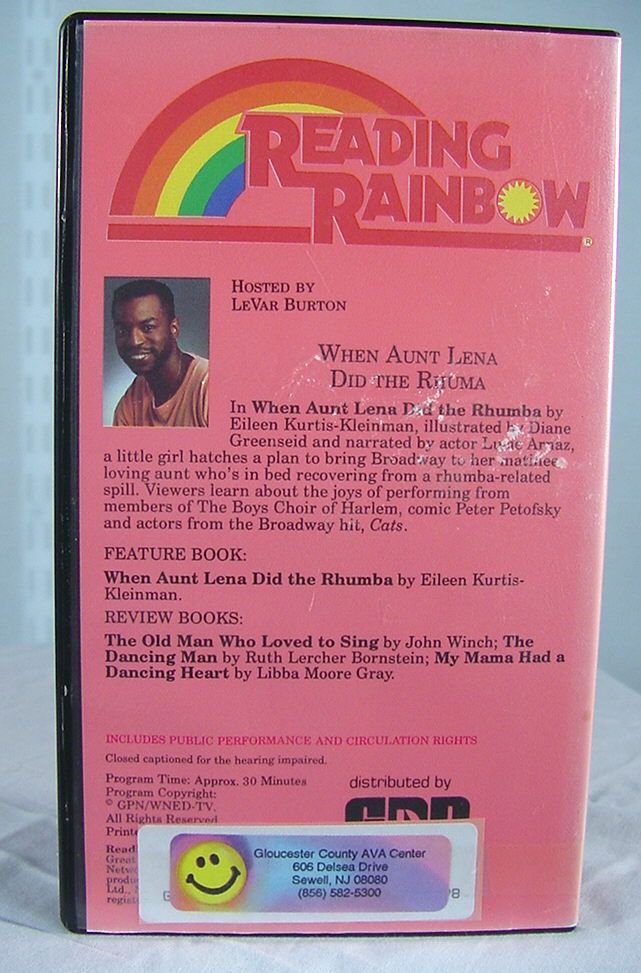 READING
RAINBOW
®
HOSTED BY
LEVAR BURTON
WHEN AUNT LENA
DID THE RHUMA
In When Aunt Lena Did the Rhumba by
Eileen Kurtis-Kleinman, illustrated by Diane
Greenseid and narrated by actor Lucie Arnaz,
a little girl hatches a plan to bring Broadway to her matinee
loving aunt who's in bed recovering from a rhumba-related
spill. Viewers learn about the joys of performing from
members of The Boys Choir of Harlem, comic Peter Petofsky
and actors from the Broadway hit, Cats.
FEATURE BOOK:
When Aunt Lena Did the Rhumba by Eileen Kurtis-
Kleinman.
REVIEW BOOKS:
The Old Man Who Loved to Sing by John Winch; The
Dancing Man by Ruth Lercher Bornstein; My Mama Had a
Dancing Heart by Libba Moore Gray.
INCLUDES PUBLIC PERFORMANCE AND CIRCULATION RIGHTS
Closed captioned for the hearing impaired.
Program Time: Approx. 30 Minutes
Program Copyright:
© GPN/WNED-TV.
All Rights Reserved
distributed by
GPN
Great
Ltd.,
Gloucester County AVA Center
606 Delsea Drive
Sewell, NJ 08080
(856) 582-5300